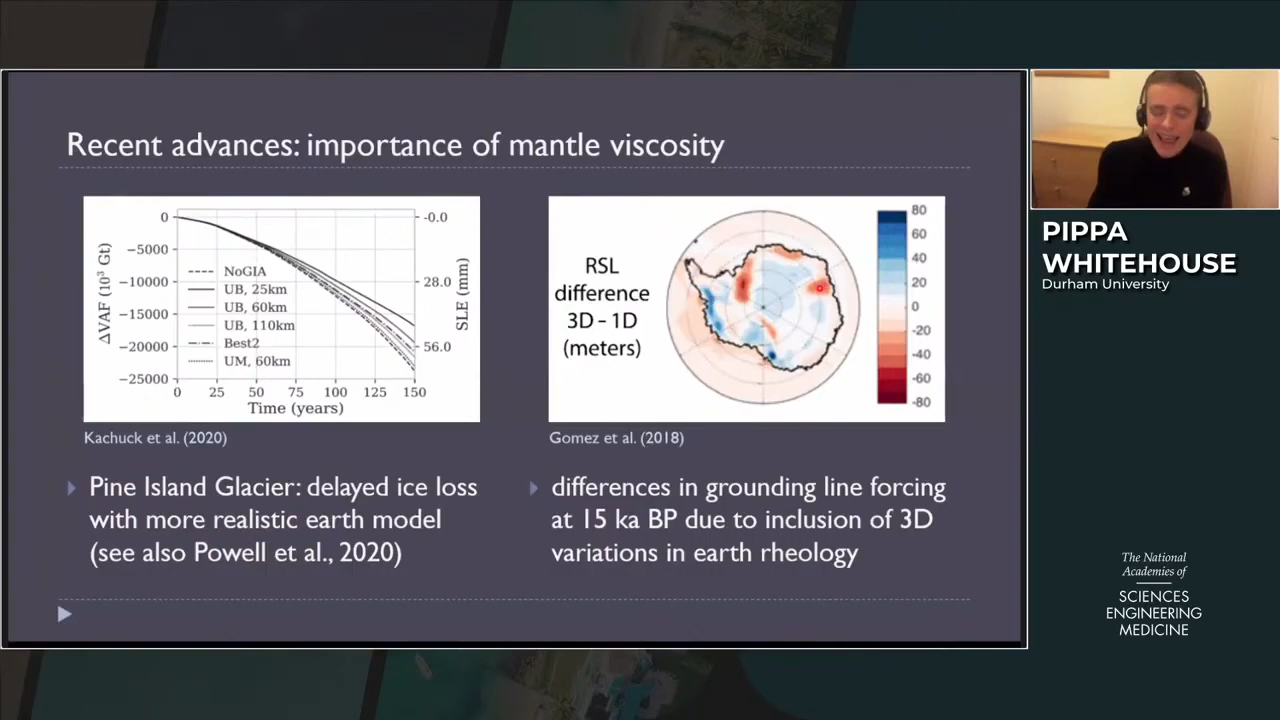 Recent advances: importance of mantle viscosity
0
−5000
−10000
−15000
−20000
−25000
ΔVAF (10³ Gt)
NoGIA
UB, 25km
UB, 60km
UB, 110km
Best2
UM, 60km
-0.0
28.0
56.0
SLE (mm)
0 25 50 75 100 125 150
Time (years)
Kachuck et al. (2020)
RSL
difference
3D – 1D
(meters)
80
60
40
20
0
-20
-40
-60
-80
Gomez et al. (2018)
Pine Island Glacier: delayed ice loss
with more realistic earth model
(see also Powell et al., 2020)
differences in grounding line forcing
at 15 ka BP due to inclusion of 3D
variations in earth rheology
PIPPA
WHITEHOUSE
Durham University
The National
Academies of
SCIENCES
ENGINEERING
MEDICINE